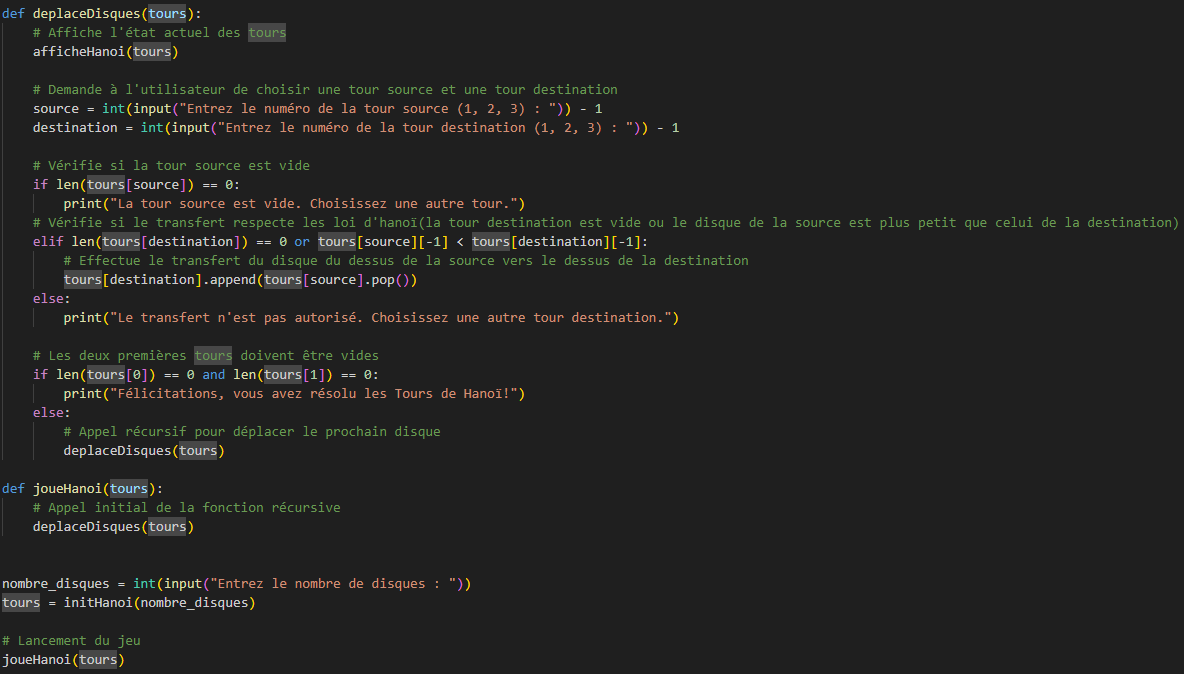 def deplaceDisques(tours):
    # Affiche l'état actuel des tours
    afficheHanoi(tours)

    # Demande à l'utilisateur de choisir une tour source et une tour destination
    source = int(input("Entrez le numéro de la tour source (1, 2, 3) : ")) - 1
    destination = int(input("Entrez le numéro de la tour destination (1, 2, 3) : ")) - 1

    # Vérifie si la tour source est vide
    if len(tours[source]) == 0:
        print("La tour source est vide. Choisissez une autre tour.")
    # Vérifie si le transfert respecte les loi d'hanoï(la tour destination est vide ou le disque de la source est plus petit que celui de la destination)
    elif len(tours[destination]) == 0 or tours[source][-1] < tours[destination][-1]:
        # Effectue le transfert du disque du dessus de la source vers le dessus de la destination
        tours[destination].append(tours[source].pop())
    else:
        print("Le transfert n'est pas autorisé. Choisissez une autre tour destination.")

    # Les deux premières tours doivent être vides
    if len(tours[0]) == 0 and len(tours[1]) == 0:
        print("Félicitations, vous avez résolu les Tours de Hanoï!")
    else:
        # Appel récursif pour déplacer le prochain disque
        deplaceDisques(tours)

def joueHanoi(tours):
    # Appel initial de la fonction récursive
    deplaceDisques(tours)


nombre_disques = int(input("Entrez le nombre de disques : "))
tours = initHanoi(nombre_disques)

# Lancement du jeu
joueHanoi(tours)